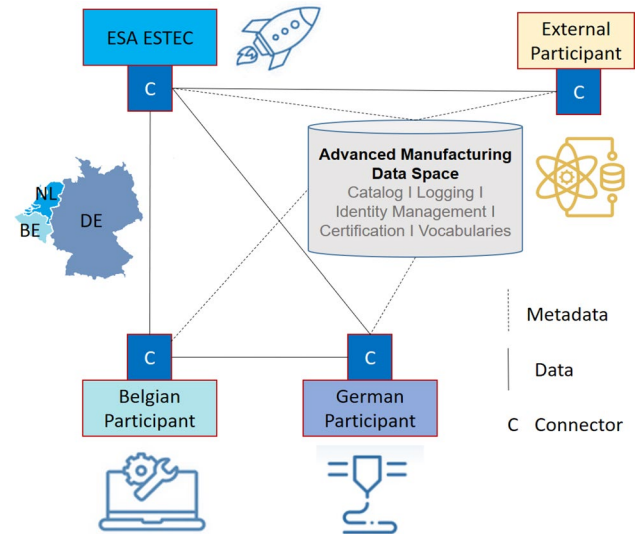 ESA ESTEC
External
Participant
C
C
Advanced Manufacturing
Data Space
Catalog I Logging I
Identity Management I
Certification I Vocabularies
NL
BE
DE
Metadata
Data
C Connector
C
C
Belgian
Participant
German
Participant